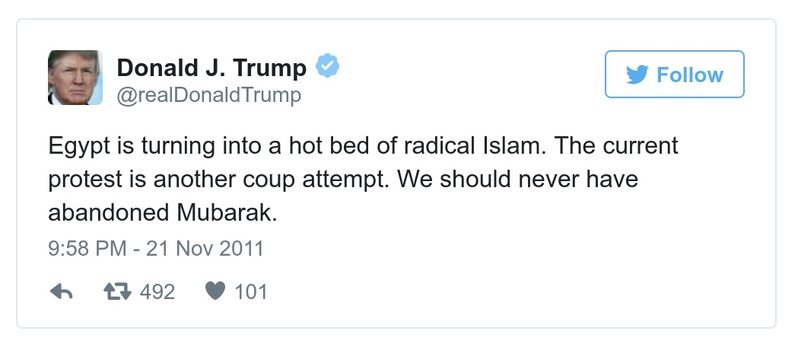 Donald J. Trump
@realDonaldTrump
Follow
Egypt is turning into a hot bed of radical Islam. The current
protest is another coup attempt. We should never have
abandoned Mubarak.
9:58 PM - 21 Nov 2011
492 101